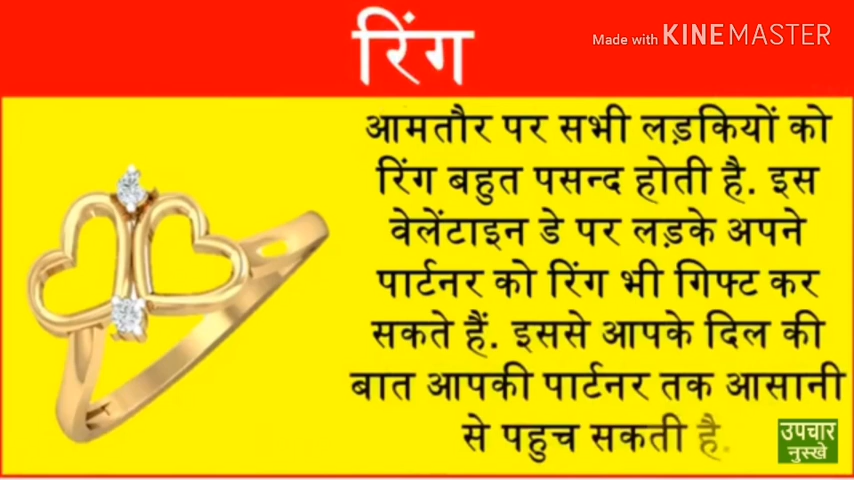 रिंग
Made with KINEMASTER
आमतौर पर सभी लड़कियों को
रिंग बहुत पसन्द होती है. इस
वेलेंटाइन डे पर लड़के अपने
पार्टनर को रिंग भी गिफ्ट कर
सकते हैं. इससे आपके दिल की
बात आपकी पार्टनर तक आसानी
से पहुच सकती है.
उपचार
नुस्खे